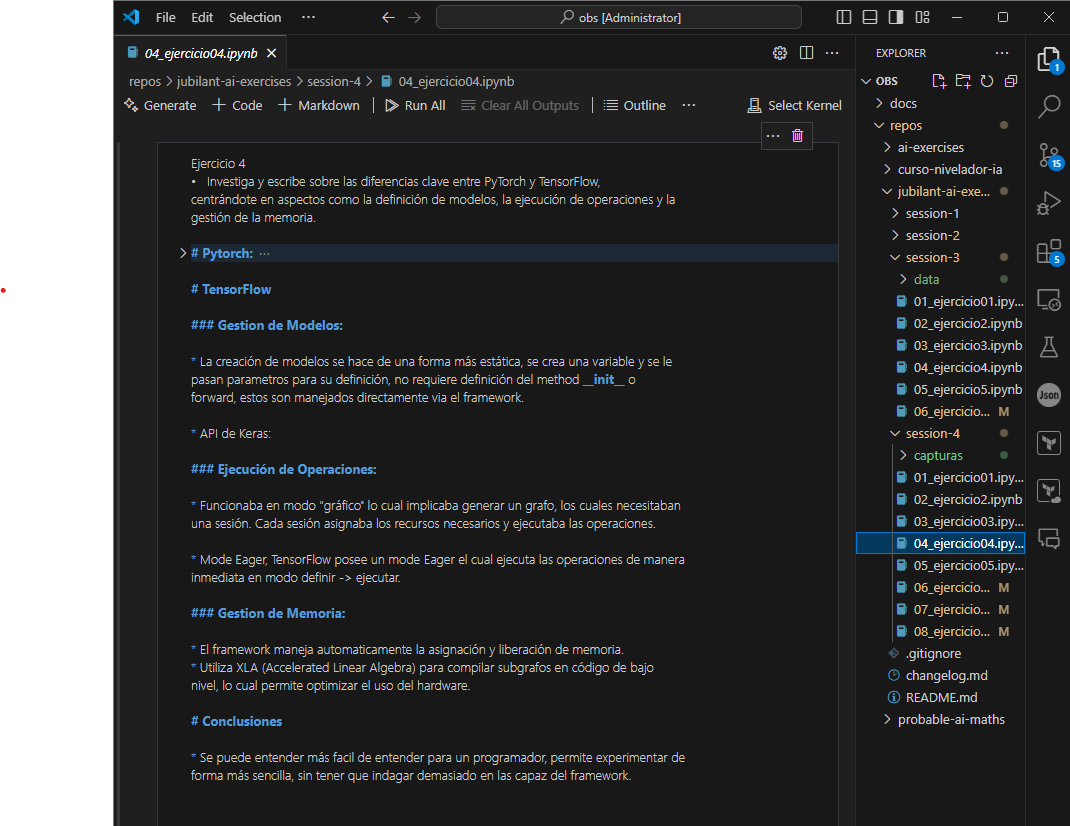 File Edit Selection ··· obs [Administrator]
04_ejercicio04.ipynb
repos > jubilant-ai-exercises > session-4 > 04_ejercicio04.ipynb
Generate + Code + Markdown Run All Clear All Outputs Outline ··· Select Kernel
Ejercicio 4
• Investiga y escribe sobre las diferencias clave entre PyTorch y TensorFlow,
centrándote en aspectos como la definición de modelos, la ejecución de operaciones y la
gestión de la memoria.
# Pytorch: ···
# TensorFlow
### Gestion de Modelos:
* La creación de modelos se hace de una forma más estática, se crea una variable y se le
pasan parametros para su definición, no requiere definición del method __init__ o
forward, estos son manejados directamente via el framework.
* API de Keras:
### Ejecución de Operaciones:
* Funcionaba en modo "gráfico" lo cual implicaba generar un grafo, los cuales necesitaban
una sesión. Cada sesión asignaba los recursos necesarios y ejecutaba las operaciones.
* Mode Eager, TensorFlow posee un mode Eager el cual ejecuta las operaciones de manera
inmediata en modo definir -> ejecutar.
### Gestion de Memoria:
* El framework maneja automaticamente la asignación y liberación de memoria.
* Utiliza XLA (Accelerated Linear Algebra) para compilar subgrafos en código de bajo
nivel, lo cual permite optimizar el uso del hardware.
# Conclusiones
* Se puede entender más facil de entender para un programador, permite experimentar de
forma más sencilla, sin tener que indagar demasiado en las capaz del framework.
EXPLORER
OBS
docs
repos
ai-exercises
curso-nivelador-ia
jubilant-ai-exe...
session-1
session-2
session-3
data
01_ejercicio01.ipy...
02_ejercicio2.ipynb
03_ejercicio3.ipynb
04_ejercicio4.ipynb
05_ejercicio5.ipynb
06_ejercicio... M
session-4
capturas
01_ejercicio01.ipy...
02_ejercicio2.ipynb
03_ejercicio03.ipy...
04_ejercicio04.ipy...
05_ejercicio05.ipy...
06_ejercicio... M
07_ejercicio... M
08_ejercicio... M
.gitignore
changelog.md
README.md
probable-ai-maths
1
15
5
Json